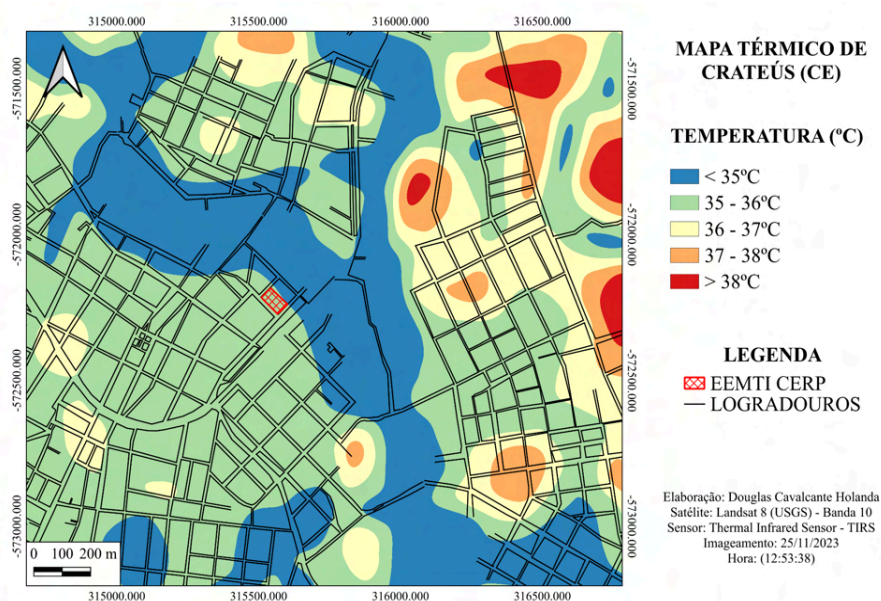 315000.000 315500.000 316000.000 316500.000
-571500.000
-572000.000
-572500.000
-573000.000
-571500.000
-572000.000
-572500.000
-573000.000
0 100 200 m
315000.000 315500.000 316000.000 316500.000
MAPA TÉRMICO DE
CRATEÚS (CE)
TEMPERATURA (ºC)
< 35ºC
35 - 36ºC
36 - 37ºC
37 - 38ºC
> 38ºC
LEGENDA
EEMTI CERP
LOGRADOUROS
Elaboração: Douglas Cavalcante Holanda
Satélite: Landsat 8 (USGS) - Banda 10
Sensor: Thermal Infrared Sensor - TIRS
Imageamento: 25/11/2023
Hora: (12:53:38)